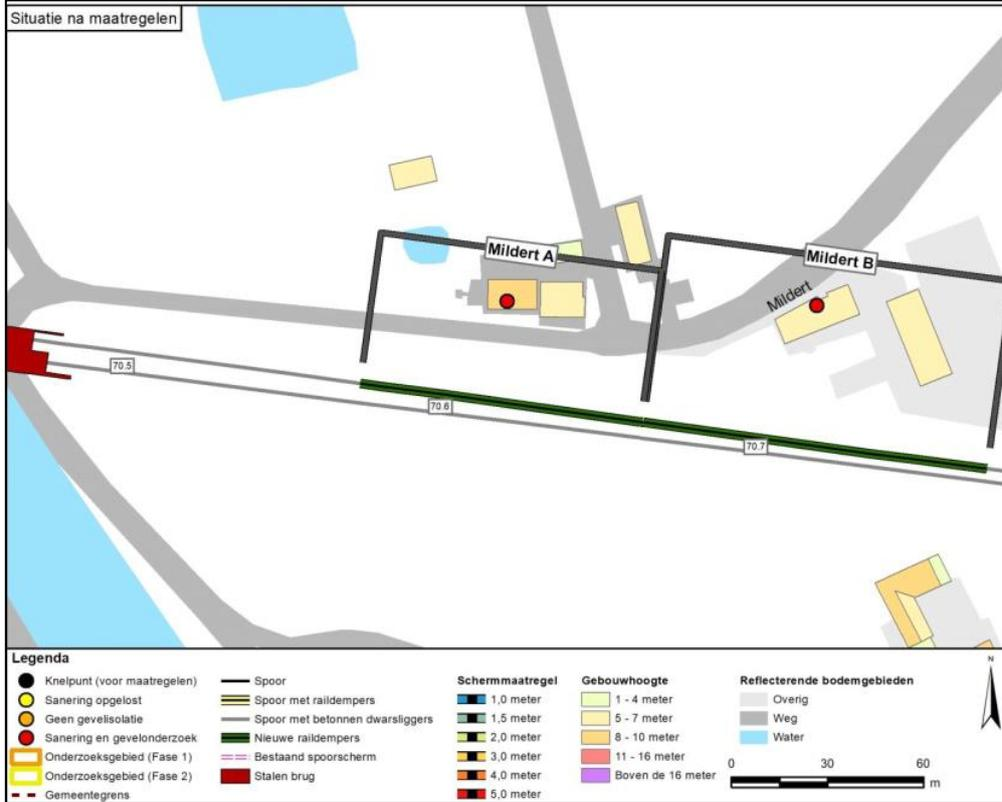 Situatie na maatregelen
Mildert A
Mildert B
Mildert
70.5
70.6
70.7
Legenda
Knelpunt (voor maatregelen)
Sanering opgelost
Geen gevelisolatie
Sanering en gevelonderzoek
Onderzoeksgebied (Fase 1)
Onderzoeksgebied (Fase 2)
Gemeentegrens
Spoor
Spoor met raildempers
Spoor met betonnen dwarsliggers
Nieuwe raildempers
Bestaand spoorscherm
Stalen brug
Schermmaatregel
1,0 meter
1,5 meter
2,0 meter
3,0 meter
4,0 meter
5,0 meter
Gebouwhoogte
1 - 4 meter
5 - 7 meter
8 - 10 meter
11 - 16 meter
Boven de 16 meter
Reflecterende bodemgebieden
Overig
Weg
Water
0 30 60
m
N